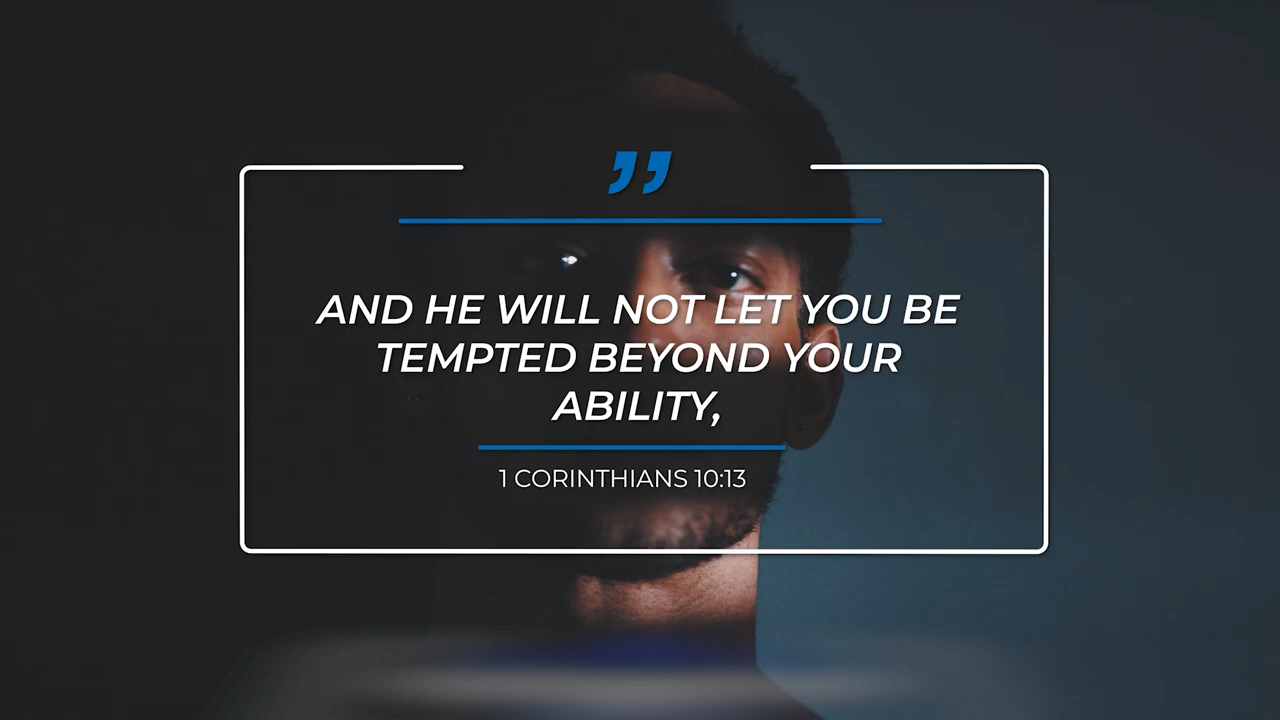 ”
AND HE WILL NOT LET YOU BE
TEMPTED BEYOND YOUR
ABILITY,
1 CORINTHIANS 10:13